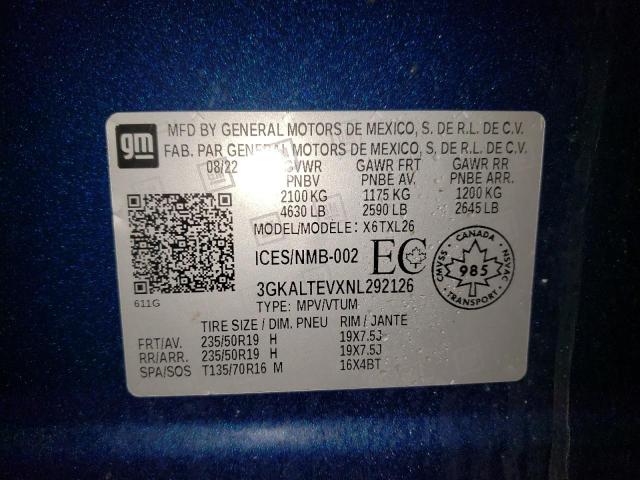 gm
MFD BY GENERAL MOTORS DE MEXICO, S. DE R.L. DE C.V.
FAB. PAR GENERAL MOTORS DE MEXICO, S. DE R.L. DE C.V.
08/22 GVWR GAWR FRT GAWR RR
PNBV PNBE AV. PNBE ARR.
2100 KG 1175 KG 1200 KG
4630 LB 2590 LB 2645 LB
MODEL/MODÈLE: X6TXL26
ICES/NMB-002 EC
3GKALTEVXNL292126
TYPE: MPV/VTUM
CANADA
CMVSS 985 NSVAC
TRANSPORT
611G
TIRE SIZE / DIM. PNEU RIM / JANTE
FRT/AV. 235/50R19 H 19X7.5J
RR/ARR. 235/50R19 H 19X7.5J
SPA/SOS T135/70R16 M 16X4BT